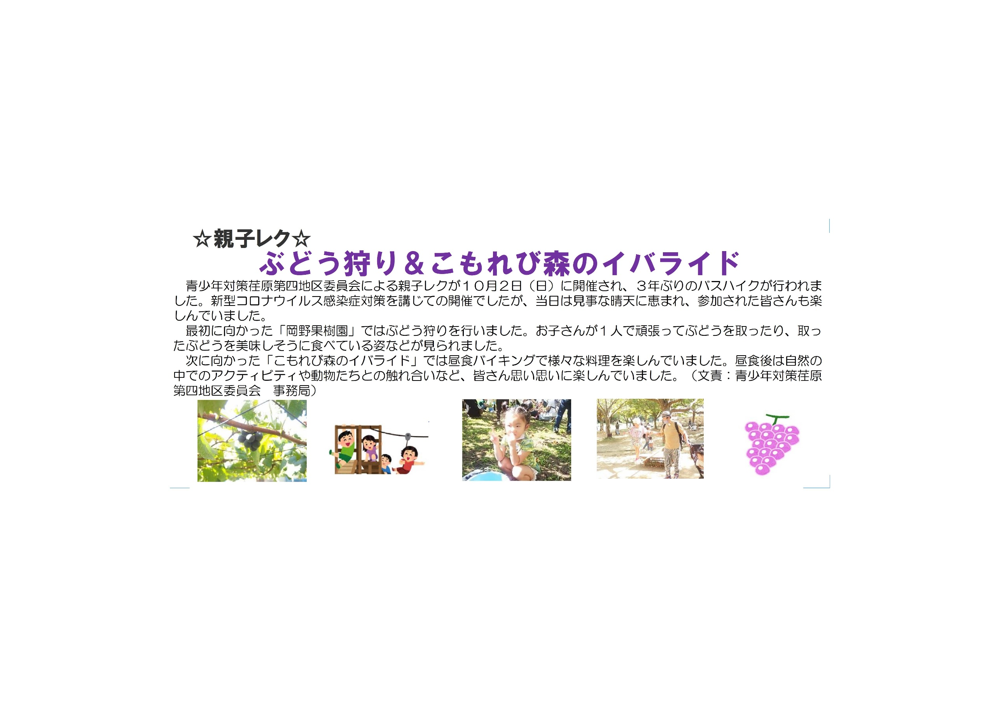 ☆親子レク☆
ぶどう狩り＆こもれび森のイバライド
　青少年対策荏原第四地区委員会による親子レクが１０月２日（日）に開催され、３年ぶりのバスハイクが行われま
した。新型コロナウイルス感染症対策を講じての開催でしたが、当日は見事な晴天に恵まれ、参加された皆さんも楽
しんでいました。
　最初に向かった「岡野果樹園」ではぶどう狩りを行いました。お子さんが１人で頑張ってぶどうを取ったり、取っ
たぶどうを美味しそうに食べている姿などが見られました。
　次に向かった「こもれび森のイバライド」では昼食バイキングで様々な料理を楽しんでいました。昼食後は自然の
中でのアクティビティや動物たちとの触れ合いなど、皆さん思い思いに楽しんでいました。（文責：青少年対策荏原
第四地区委員会　事務局）